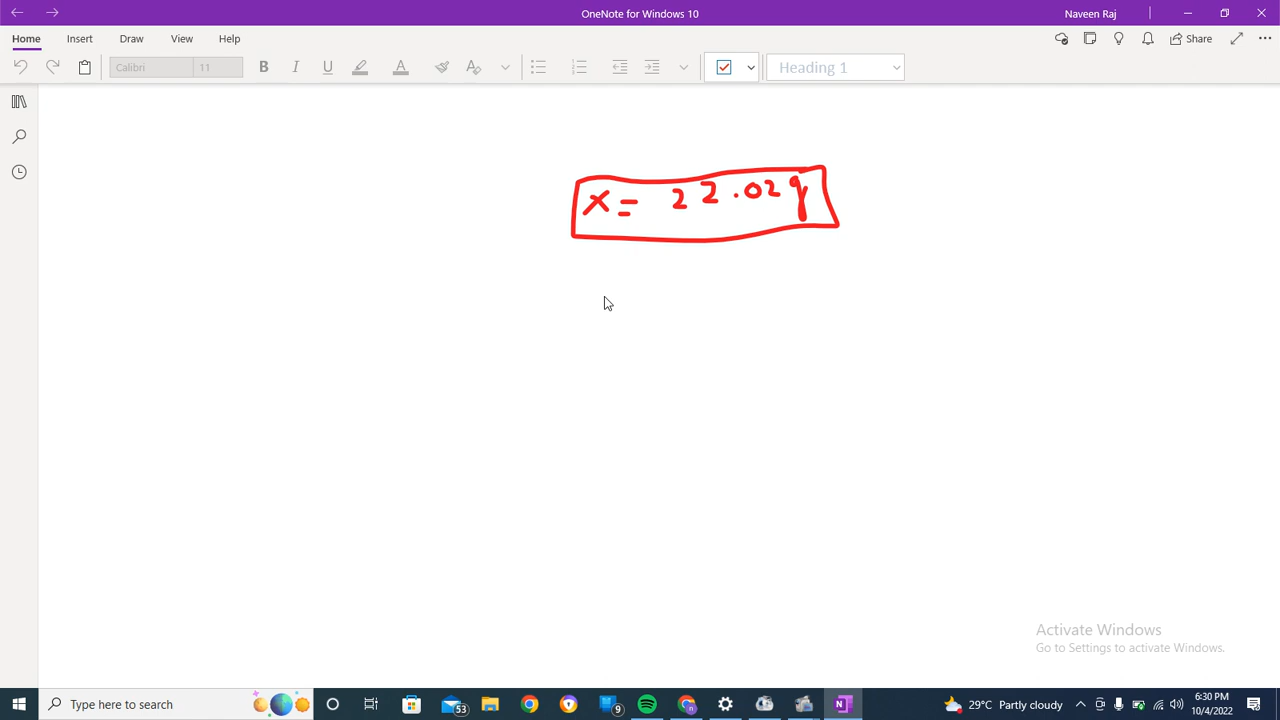 OneNote for Windows 10
Naveen Raj
Home Insert Draw View Help
Share
Calibri 11 B I U A A Heading 1
x = 22.02 g
Activate Windows
Go to Settings to activate Windows.
Type here to search
53
9
29°C Partly cloudy
6:30 PM
10/4/2022